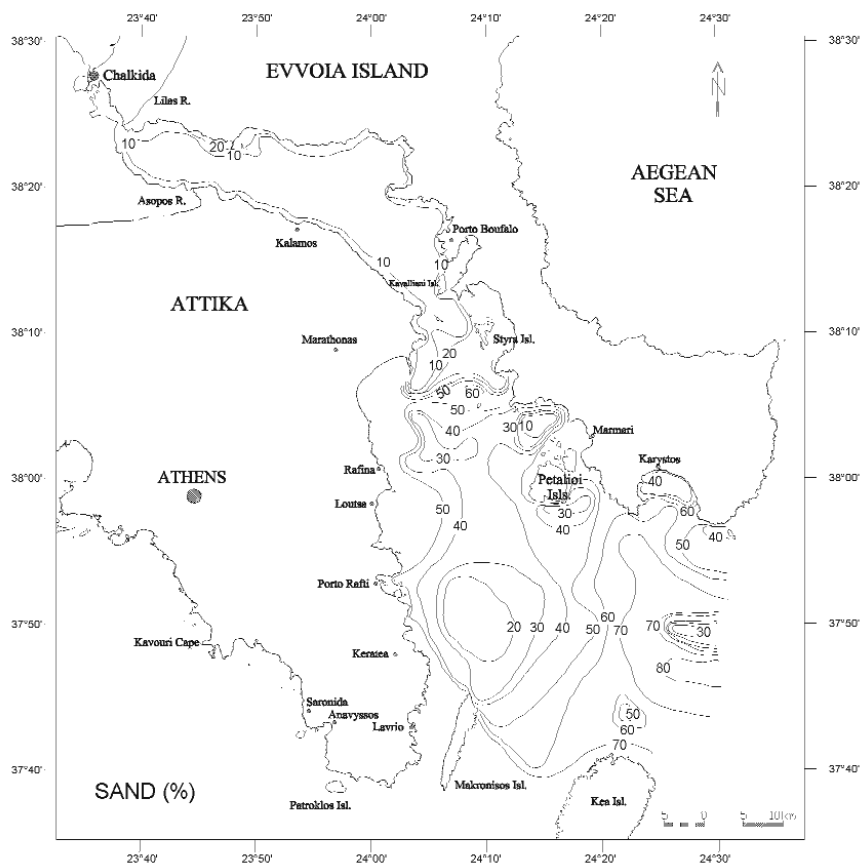 23°40' 23°50' 24°00' 24°10' 24°20' 24°30'
38°30' 38°30'
Chalkida
EVVOIA ISLAND
N
Lilas R.
10 20
10
AEGEAN
SEA
38°20' 38°20'
Asopos R.
Porto Boufalo
Kalamos
10 10
Kavalliani Isl.
ATTIKA
38°10' 38°10'
Marathonas
Styra Isl.
20
10
50 60
50
40 30 10
Marmari
30
Karystos
Rafina
38°00' 38°00'
ATHENS
Petalioi
Isls.
40
Loutsa
50
30
60
40
40
50 40
Porto Rafti
37°50' 37°50'
60
20 30 40 50 70 70 30
Kavouri Cape
Keratea
80
Saronida
Anavyssos
50
Lavrio
60
70
37°40' 37°40'
SAND (%)
Makronisos Isl.
Patroklos Isl.
Kea Isl.
5 0 5 10 km
23°40' 23°50' 24°00' 24°10' 24°20' 24°30'